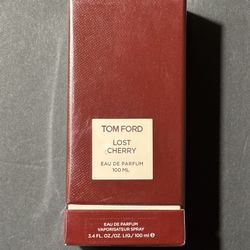 TOM FORD
LOST
CHERRY
EAU DE PARFUM
100 ML
EAU DE PARFUM
VAPORISATEUR SPRAY
3.4 FL. OZ./OZ. LIQ./100 ml ℮